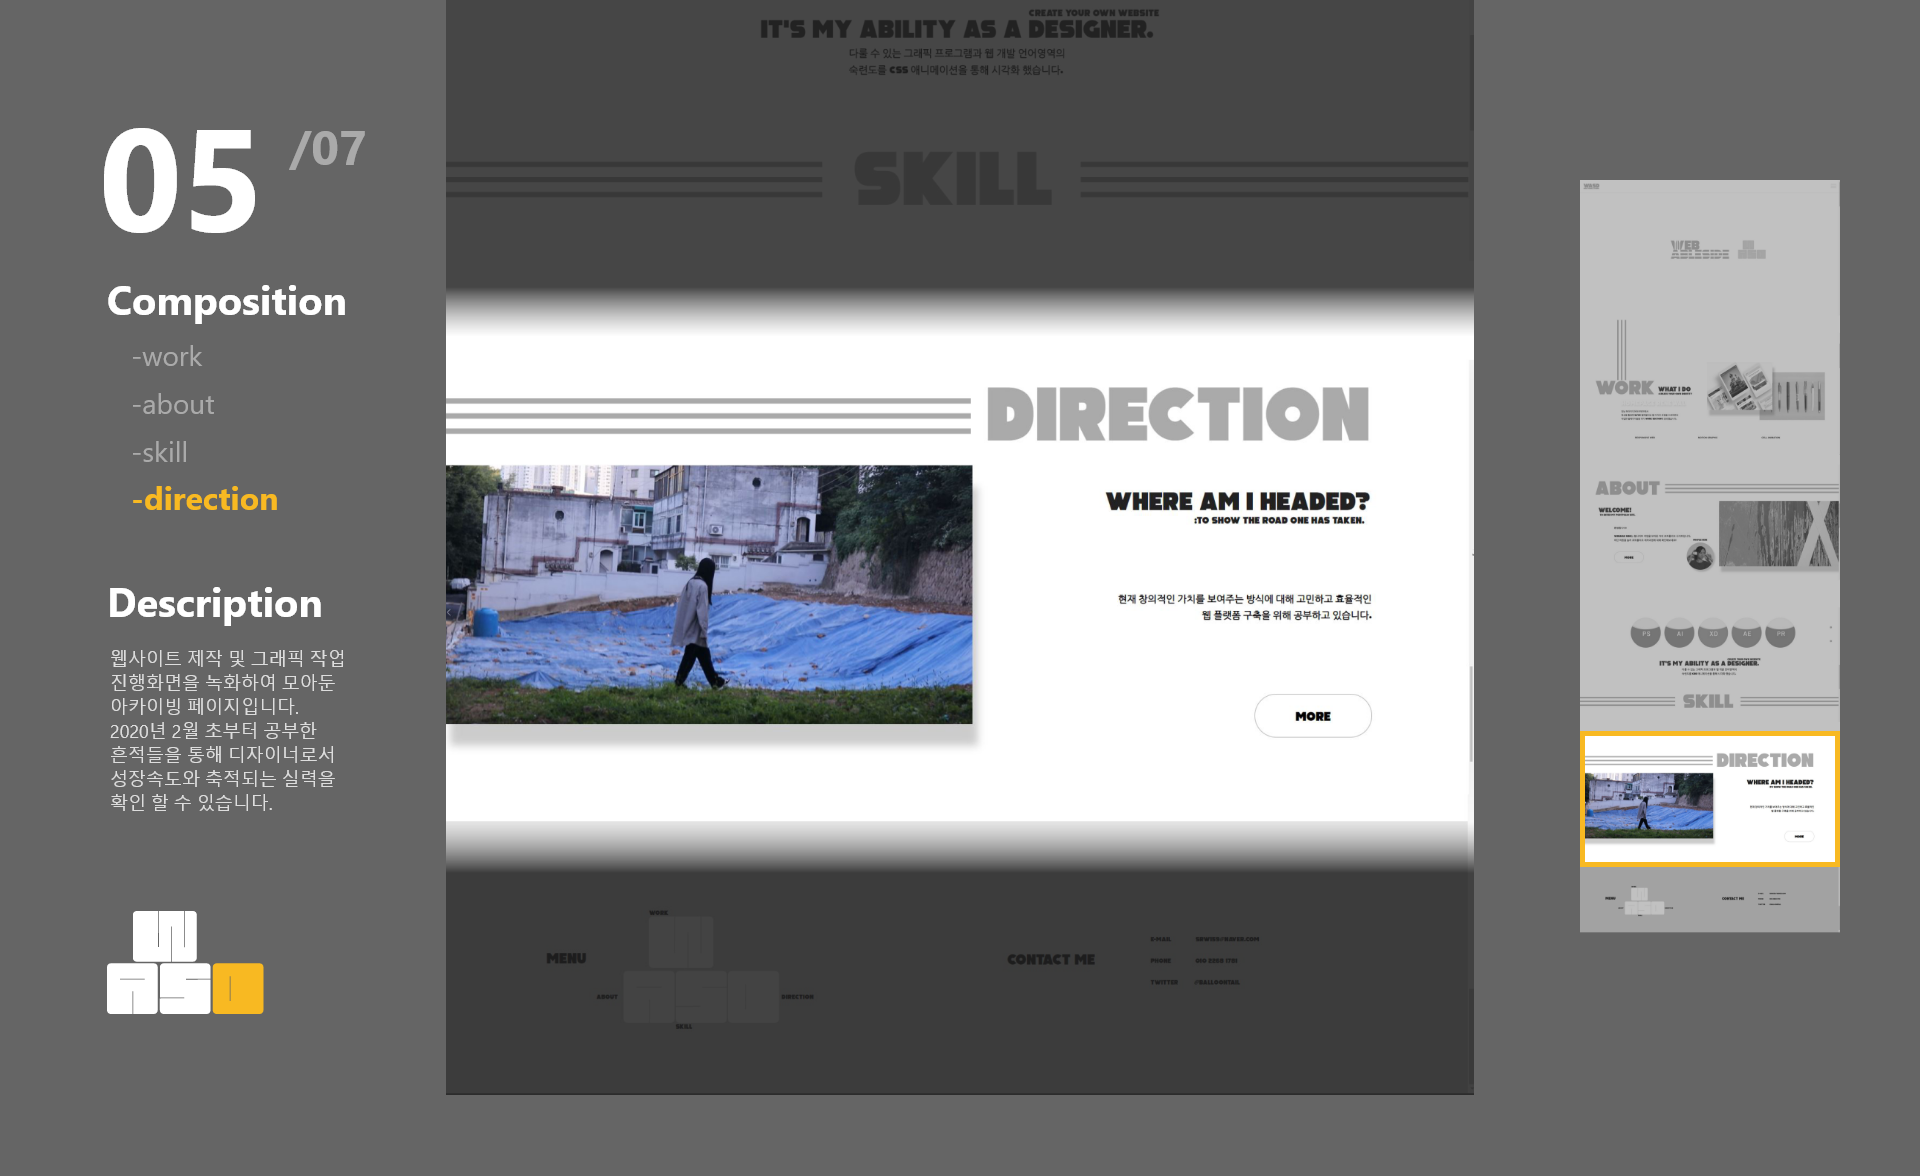 05 /07
Composition
-work
-about
-skill
-direction
Description
웹사이트 제작 및 그래픽 작업
진행화면을 녹화하여 모아둔
아카이빙 페이지입니다.
2020년 2월 초부터 공부한
흔적들을 통해 디자이너로서
성장속도와 축적되는 실력을
확인 할 수 있습니다.
W
ASD
CREATE YOUR OWN WEBSITE
IT'S MY ABILITY AS A DESIGNER.
다룰 수 있는 그래픽 프로그램과 웹 개발 언어영역의
숙련도를 CSS 애니메이션을 통해 시각화 했습니다.
SKILL
DIRECTION
WHERE AM I HEADED?
:TO SHOW THE ROAD ONE HAS TAKEN.
현재 창의적인 가치를 보여주는 방식에 대해 고민하고 효율적인
웹 플랫폼 구축을 위해 공부하고 있습니다.
MORE
WORK
MENU
ABOUT
DIRECTION
SKILL
CONTACT ME
E-MAIL
PHONE
TWITTER
WEB
WORK WHAT I DO
ABOUT
WELCOME!
MORE
PS AI XD AE PR
IT'S MY ABILITY AS A DESIGNER.
SKILL
DIRECTION
WHERE AM I HEADED?
MORE
MENU
CONTACT ME